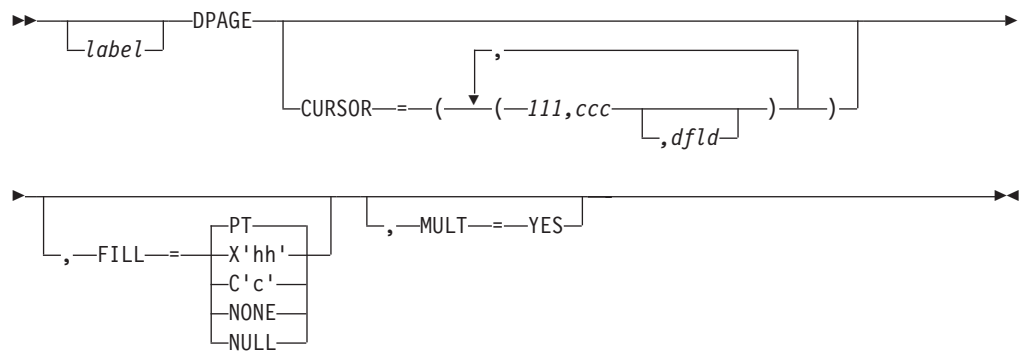 DPAGE
label
,
CURSOR = ( ( 111,ccc ) )
,dfld
PT
, FILL = X'hh' , MULT = YES
C'c'
NONE
NULL